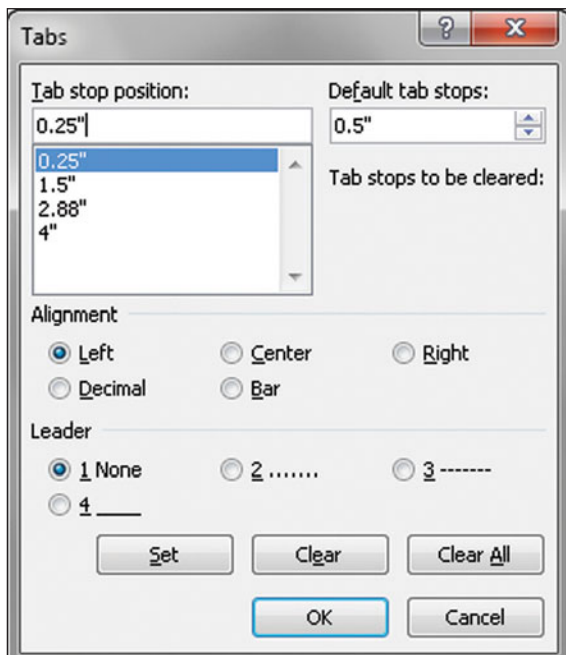 Tabs
Tab stop position:
Default tab stops:
0.25"
0.5"
0.25"
1.5"
2.88"
4"
Tab stops to be cleared:
Alignment
Left
Center
Right
Decimal
Bar
Leader
1 None
2 .......
3 -------
4 ____
Set
Clear
Clear All
OK
Cancel